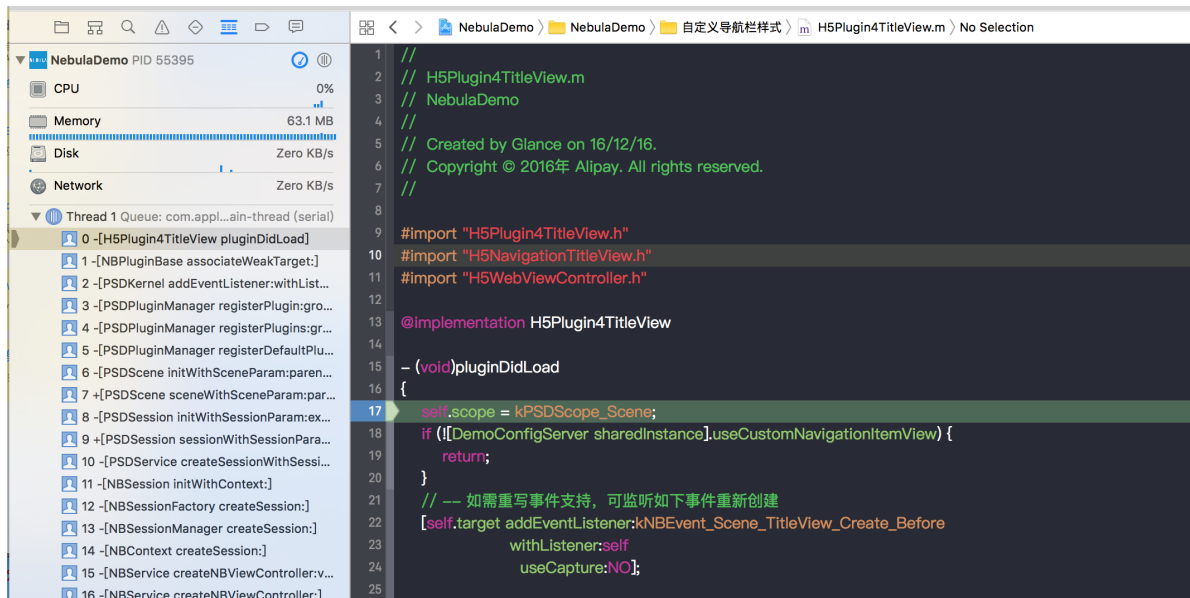 NebulaDemo PID 55395
CPU 0%
Memory 63.1 MB
Disk Zero KB/s
Network Zero KB/s
Thread 1 Queue: com.appl...ain-thread (serial)
0 -[H5Plugin4TitleView pluginDidLoad]
1 -[NBPluginBase associateWeakTarget:]
2 -[PSDKernel addEventListener:withList...
3 -[PSDPluginManager registerPlugin:gro...
4 -[PSDPluginManager registerPlugins:gr...
5 -[PSDPluginManager registerDefaultPlu...
6 -[PSDScene initWithSceneParam:paren...
7 +[PSDScene sceneWithSceneParam:par...
8 -[PSDSession initWithSessionParam:ex...
9 +[PSDSession sessionWithSessionPara...
10 -[PSDService createSessionWithSessi...
11 -[NBSession initWithContext:]
12 -[NBSessionFactory createSession:]
13 -[NBSessionManager createSession:]
14 -[NBContext createSession:]
15 -[NBService createNBViewController:v...
16 -[NBService createNBViewController:]
NebulaDemo NebulaDemo 自定义导航栏样式 m H5Plugin4TitleView.m No Selection
1 //
2 // H5Plugin4TitleView.m
3 // NebulaDemo
4 //
5 // Created by Glance on 16/12/16.
6 // Copyright © 2016年 Alipay. All rights reserved.
7 //
8
9 #import "H5Plugin4TitleView.h"
10 #import "H5NavigationTitleView.h"
11 #import "H5WebViewController.h"
12
13 @implementation H5Plugin4TitleView
14
15 - (void)pluginDidLoad
16 {
17 self.scope = kPSDScope_Scene;
18 if (![DemoConfigServer sharedInstance].useCustomNavigationItemView) {
19 return;
20 }
21 // -- 如需重写事件支持，可监听如下事件重新创建
22 [self.target addEventListener:kNBEvent_Scene_TitleView_Create_Before
23 withListener:self
24 useCapture:NO];
25